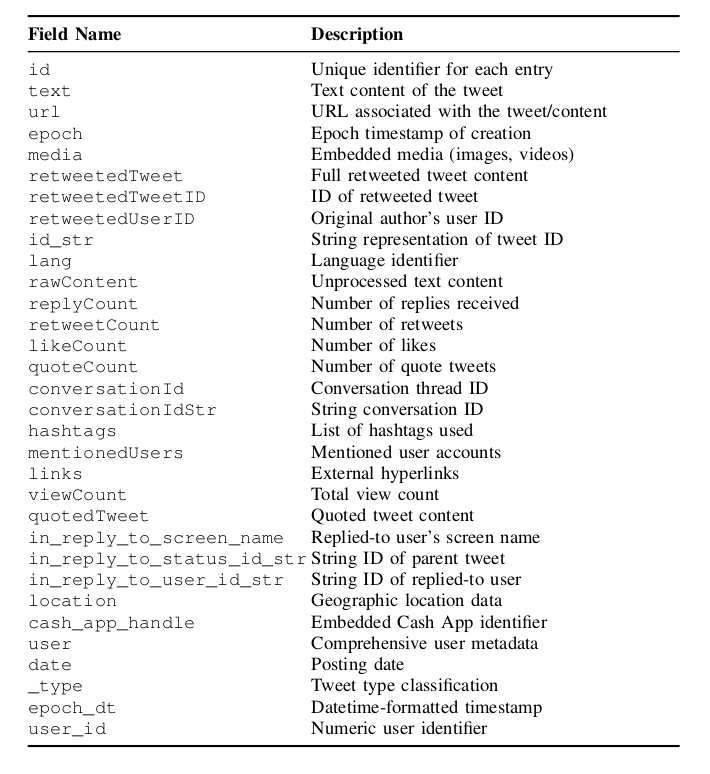 Field Name Description
id Unique identifier for each entry
text Text content of the tweet
url URL associated with the tweet/content
epoch Epoch timestamp of creation
media Embedded media (images, videos)
retweetedTweet Full retweeted tweet content
retweetedTweetID ID of retweeted tweet
retweetedUserID Original author's user ID
id_str String representation of tweet ID
lang Language identifier
rawContent Unprocessed text content
replyCount Number of replies received
retweetCount Number of retweets
likeCount Number of likes
quoteCount Number of quote tweets
conversationId Conversation thread ID
conversationIdStr String conversation ID
hashtags List of hashtags used
mentionedUsers Mentioned user accounts
links External hyperlinks
viewCount Total view count
quotedTweet Quoted tweet content
in_reply_to_screen_name Replied-to user's screen name
in_reply_to_status_id_str String ID of parent tweet
in_reply_to_user_id_str String ID of replied-to user
location Geographic location data
cash_app_handle Embedded Cash App identifier
user Comprehensive user metadata
date Posting date
_type Tweet type classification
epoch_dt Datetime-formatted timestamp
user_id Numeric user identifier